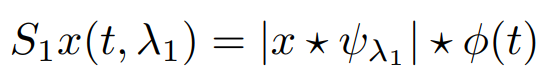 S₁x(t, λ₁) = |x ⋆ ψ_λ₁| ⋆ ϕ(t)